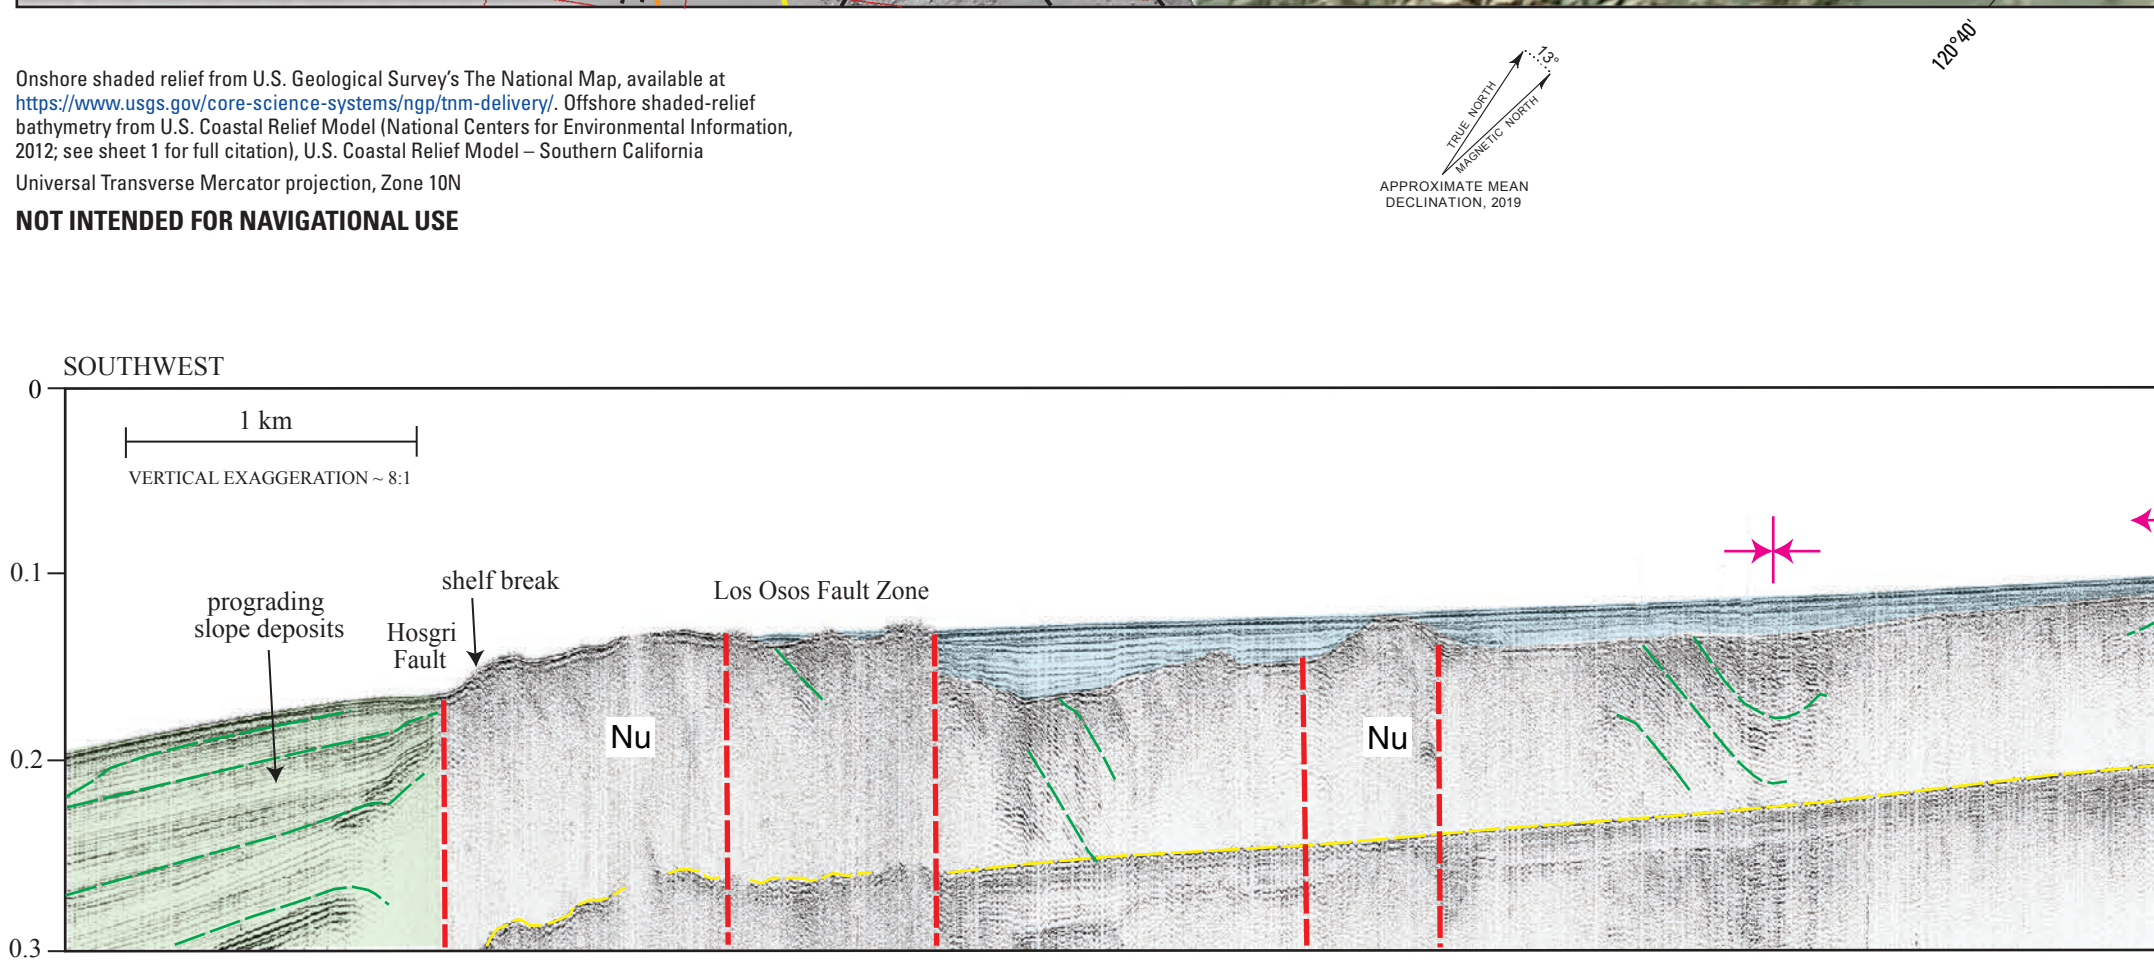 120°40'
Onshore shaded relief from U.S. Geological Survey's The National Map, available at
https://www.usgs.gov/core-science-systems/ngp/tnm-delivery/. Offshore shaded-relief
bathymetry from U.S. Coastal Relief Model (National Centers for Environmental Information,
2012; see sheet 1 for full citation), U.S. Coastal Relief Model – Southern California
Universal Transverse Mercator projection, Zone 10N
NOT INTENDED FOR NAVIGATIONAL USE
13°
TRUE NORTH
MAGNETIC NORTH
APPROXIMATE MEAN
DECLINATION, 2019
SOUTHWEST
0
1 km
VERTICAL EXAGGERATION ~ 8:1
0.1
shelf break
Los Osos Fault Zone
prograding
slope deposits
Hosgri
Fault
Nu
Nu
0.2
0.3